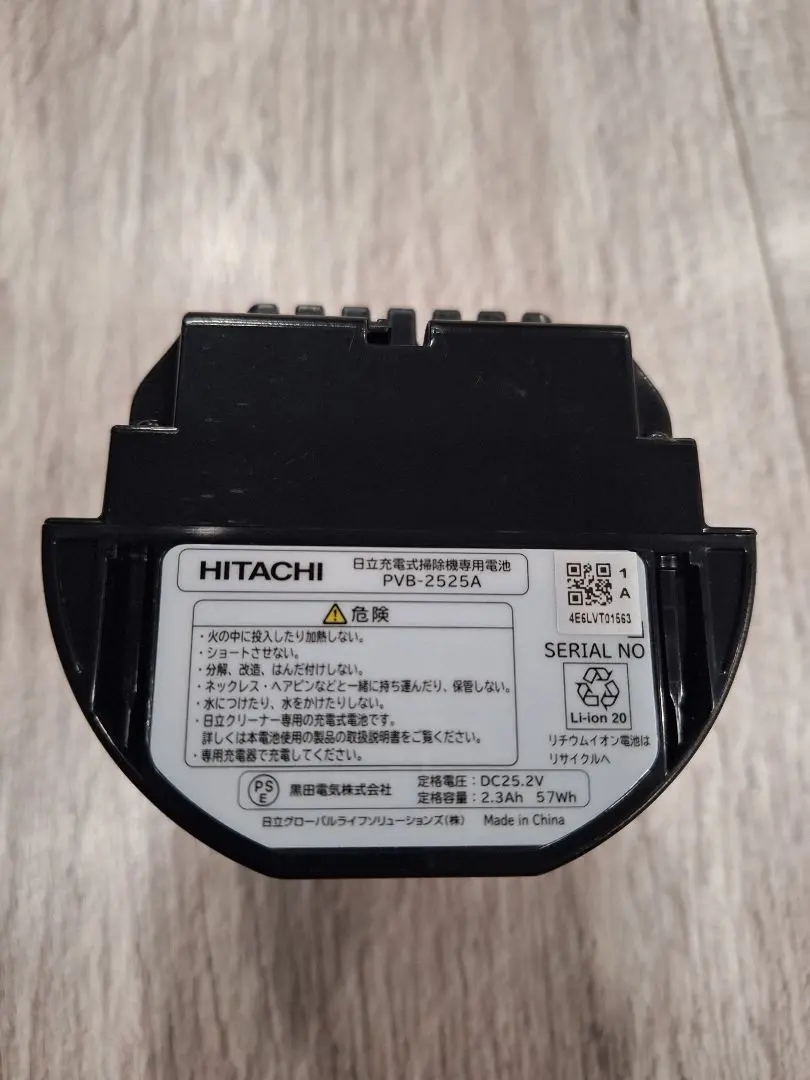 HITACHI
日立充電式掃除機専用電池
PVB-2525A
1
A
4E6LVT01563
SERIAL NO
危険
・火の中に投入したり加熱しない。
・ショートさせない。
・分解、改造、はんだ付けしない。
・ネックレス・ヘアピンなどと一緒に持ち運んだり、保管しない。
・水につけたり、水をかけたりしない。
・日立クリーナー専用の充電式電池です。
詳しくは本電池使用の製品の取扱説明書をご覧ください。
・専用充電器で充電してください。
Li-ion 20
リチウムイオン電池は
リサイクルへ
PS
E
黒田電気株式会社
定格電圧：DC25.2V
定格容量：2.3Ah 57Wh
日立グローバルライフソリューションズ(株) Made in China